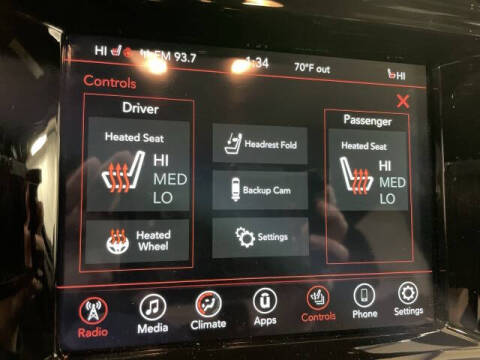 HI FM 93.7 1:34 70°F out HI
Controls
Driver
Heated Seat
HI
MED
LO
Heated
Wheel
Headrest Fold
Backup Cam
Settings
Passenger
Heated Seat
HI
MED
LO
Radio Media Climate Apps Controls Phone Settings